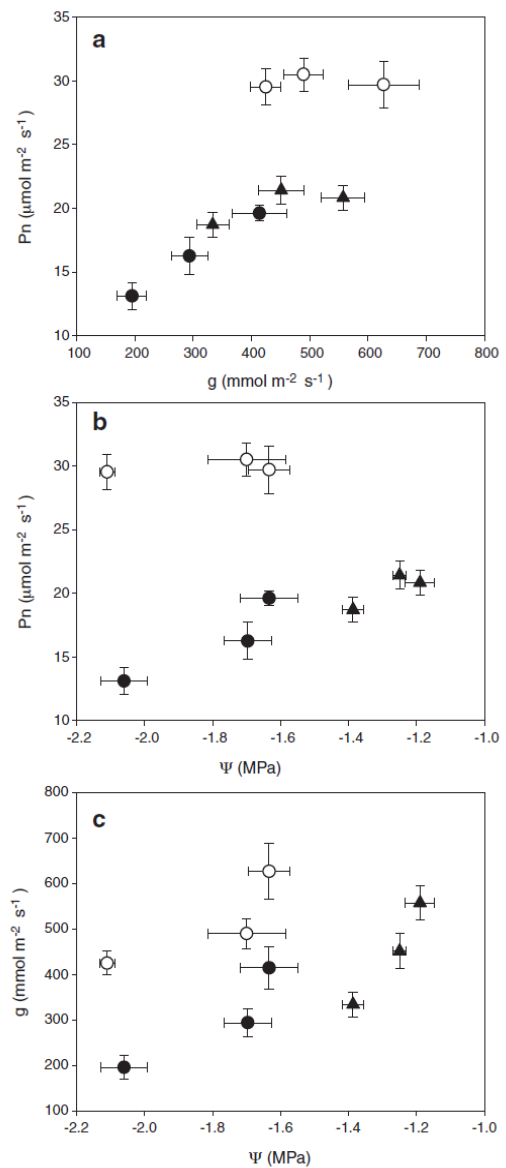 a
35
30
25
20
15
10
Pn (μmol m⁻² s⁻¹)
100 200 300 400 500 600 700 800
g (mmol m⁻² s⁻¹)
b
35
30
25
20
15
10
Pn (μmol m⁻² s⁻¹)
-2.2 -2.0 -1.8 -1.6 -1.4 -1.2 -1.0
Ψ (MPa)
c
800
700
600
500
400
300
200
100
g (mmol m⁻² s⁻¹)
-2.2 -2.0 -1.8 -1.6 -1.4 -1.2 -1.0
Ψ (MPa)